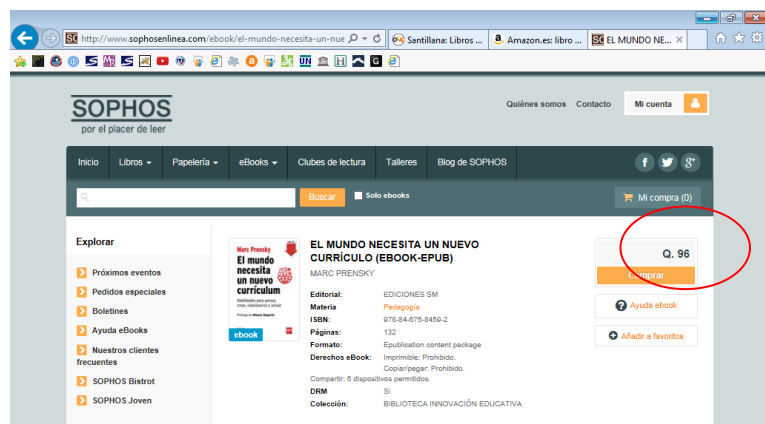 http://www.sophosenlinea.com/ebook/el-mundo-necesita-un-nue
Santillana: Libros ...
Amazon.es: libro ...
EL MUNDO NE...
SOPHOS
por el placer de leer
Quiénes somos Contacto Mi cuenta
Inicio Libros Papelería eBooks Clubes de lectura Talleres Blog de SOPHOS
Buscar Solo ebooks Mi compra (0)
Explorar
Próximos eventos
Pedidos especiales
Boletines
Ayuda eBooks
Nuestros clientes
frecuentes
SOPHOS Bistrot
SOPHOS Joven
Marc Prensky
El mundo
necesita
un nuevo
currículum
ebook
EL MUNDO NECESITA UN NUEVO
CURRÍCULO (EBOOK-EPUB)
MARC PRENSKY
Editorial: EDICIONES SM
Materia Pedagogía
ISBN: 978-84-675-8469-2
Páginas: 132
Formato: Epublication content package
Derechos eBook: Imprimible: Prohibido.
Copiar/pegar: Prohibido.
Compartir: 6 dispositivos permitidos.
DRM Si
Colección: BIBLIOTECA INNOVACIÓN EDUCATIVA
Q. 96
Comprar
Ayuda ebook
Añadir a favoritos